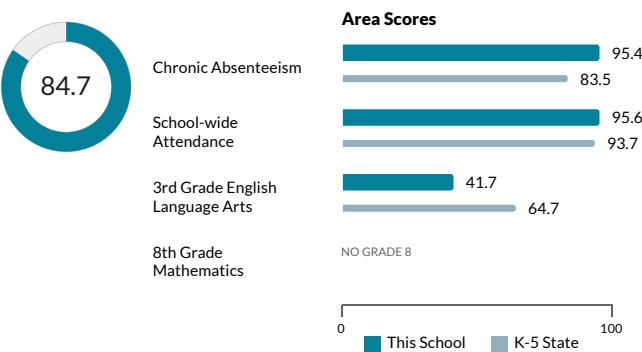 Area Scores
84.7
Chronic Absenteeism
95.4
83.5
School-wide
Attendance
95.6
93.7
3rd Grade English
Language Arts
41.7
64.7
8th Grade
Mathematics
NO GRADE 8
0
100
This School
K-5 State